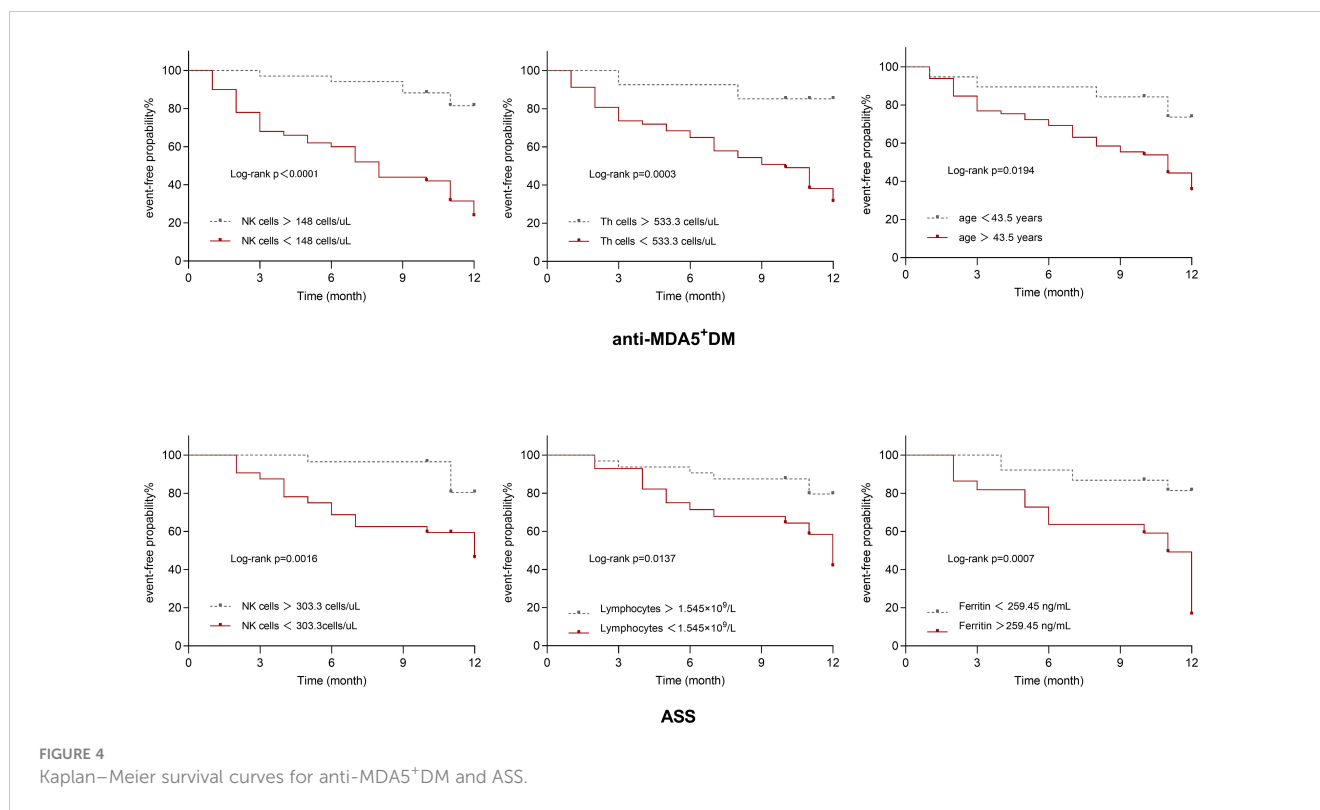 event-free propability%
100
80
60
40
20
0
Log-rank p<0.0001
NK cells > 148 cells/uL
NK cells < 148 cells/uL
0 3 6 9 12
Time (month)
event-free propability%
100
80
60
40
20
0
Log-rank p=0.0003
Th cells > 533.3 cells/uL
Th cells < 533.3 cells/uL
0 3 6 9 12
Time (month)
event-free propability%
100
80
60
40
20
0
Log-rank p=0.0194
age <43.5 years
age > 43.5 years
0 3 6 9 12
Time (month)
anti-MDA5⁺DM
event-free propability%
100
80
60
40
20
0
Log-rank p=0.0016
NK cells > 303.3 cells/uL
NK cells < 303.3cells/uL
0 3 6 9 12
Time (month)
event-free propability%
100
80
60
40
20
0
Log-rank p=0.0137
Lymphocytes > 1.545×10⁹/L
Lymphocytes <1.545×10⁹/L
0 3 6 9 12
Time (month)
event-free propability%
100
80
60
40
20
0
Log-rank p=0.0007
Ferritin < 259.45 ng/mL
Ferritin >259.45 ng/mL
0 3 6 9 12
Time (month)
ASS
FIGURE 4
Kaplan–Meier survival curves for anti-MDA5⁺DM and ASS.